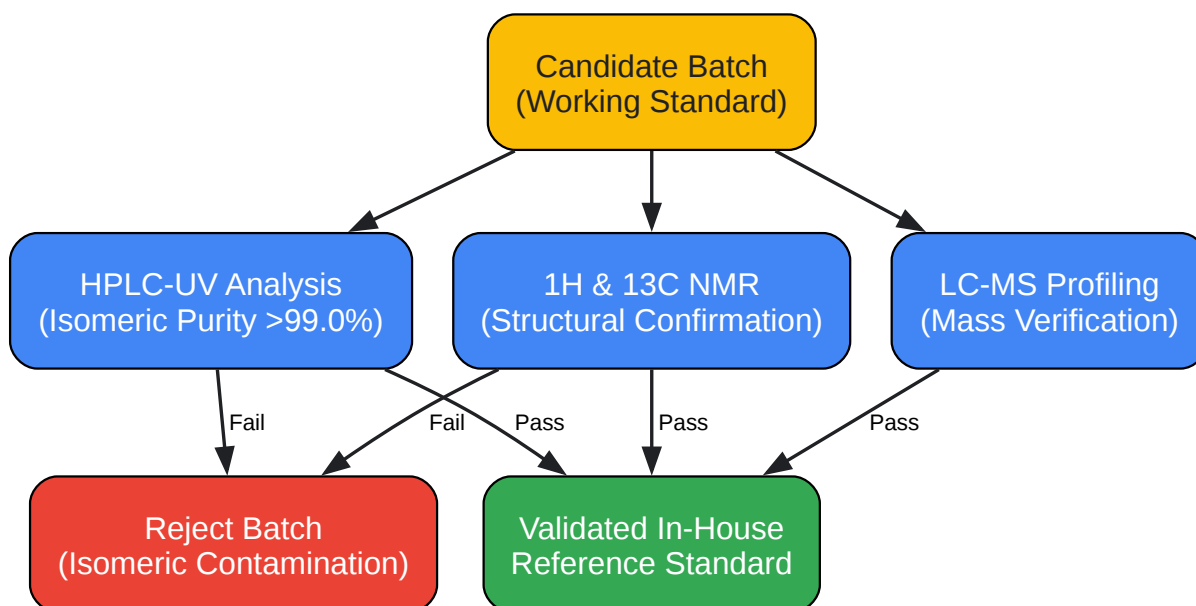 Candidate Batch
(Working Standard)
HPLC-UV Analysis
(Isomeric Purity >99.0%)
1H & 13C NMR
(Structural Confirmation)
LC-MS Profiling
(Mass Verification)
Fail
Fail
Pass
Pass
Pass
Reject Batch
(Isomeric Contamination)
Validated In-House
Reference Standard